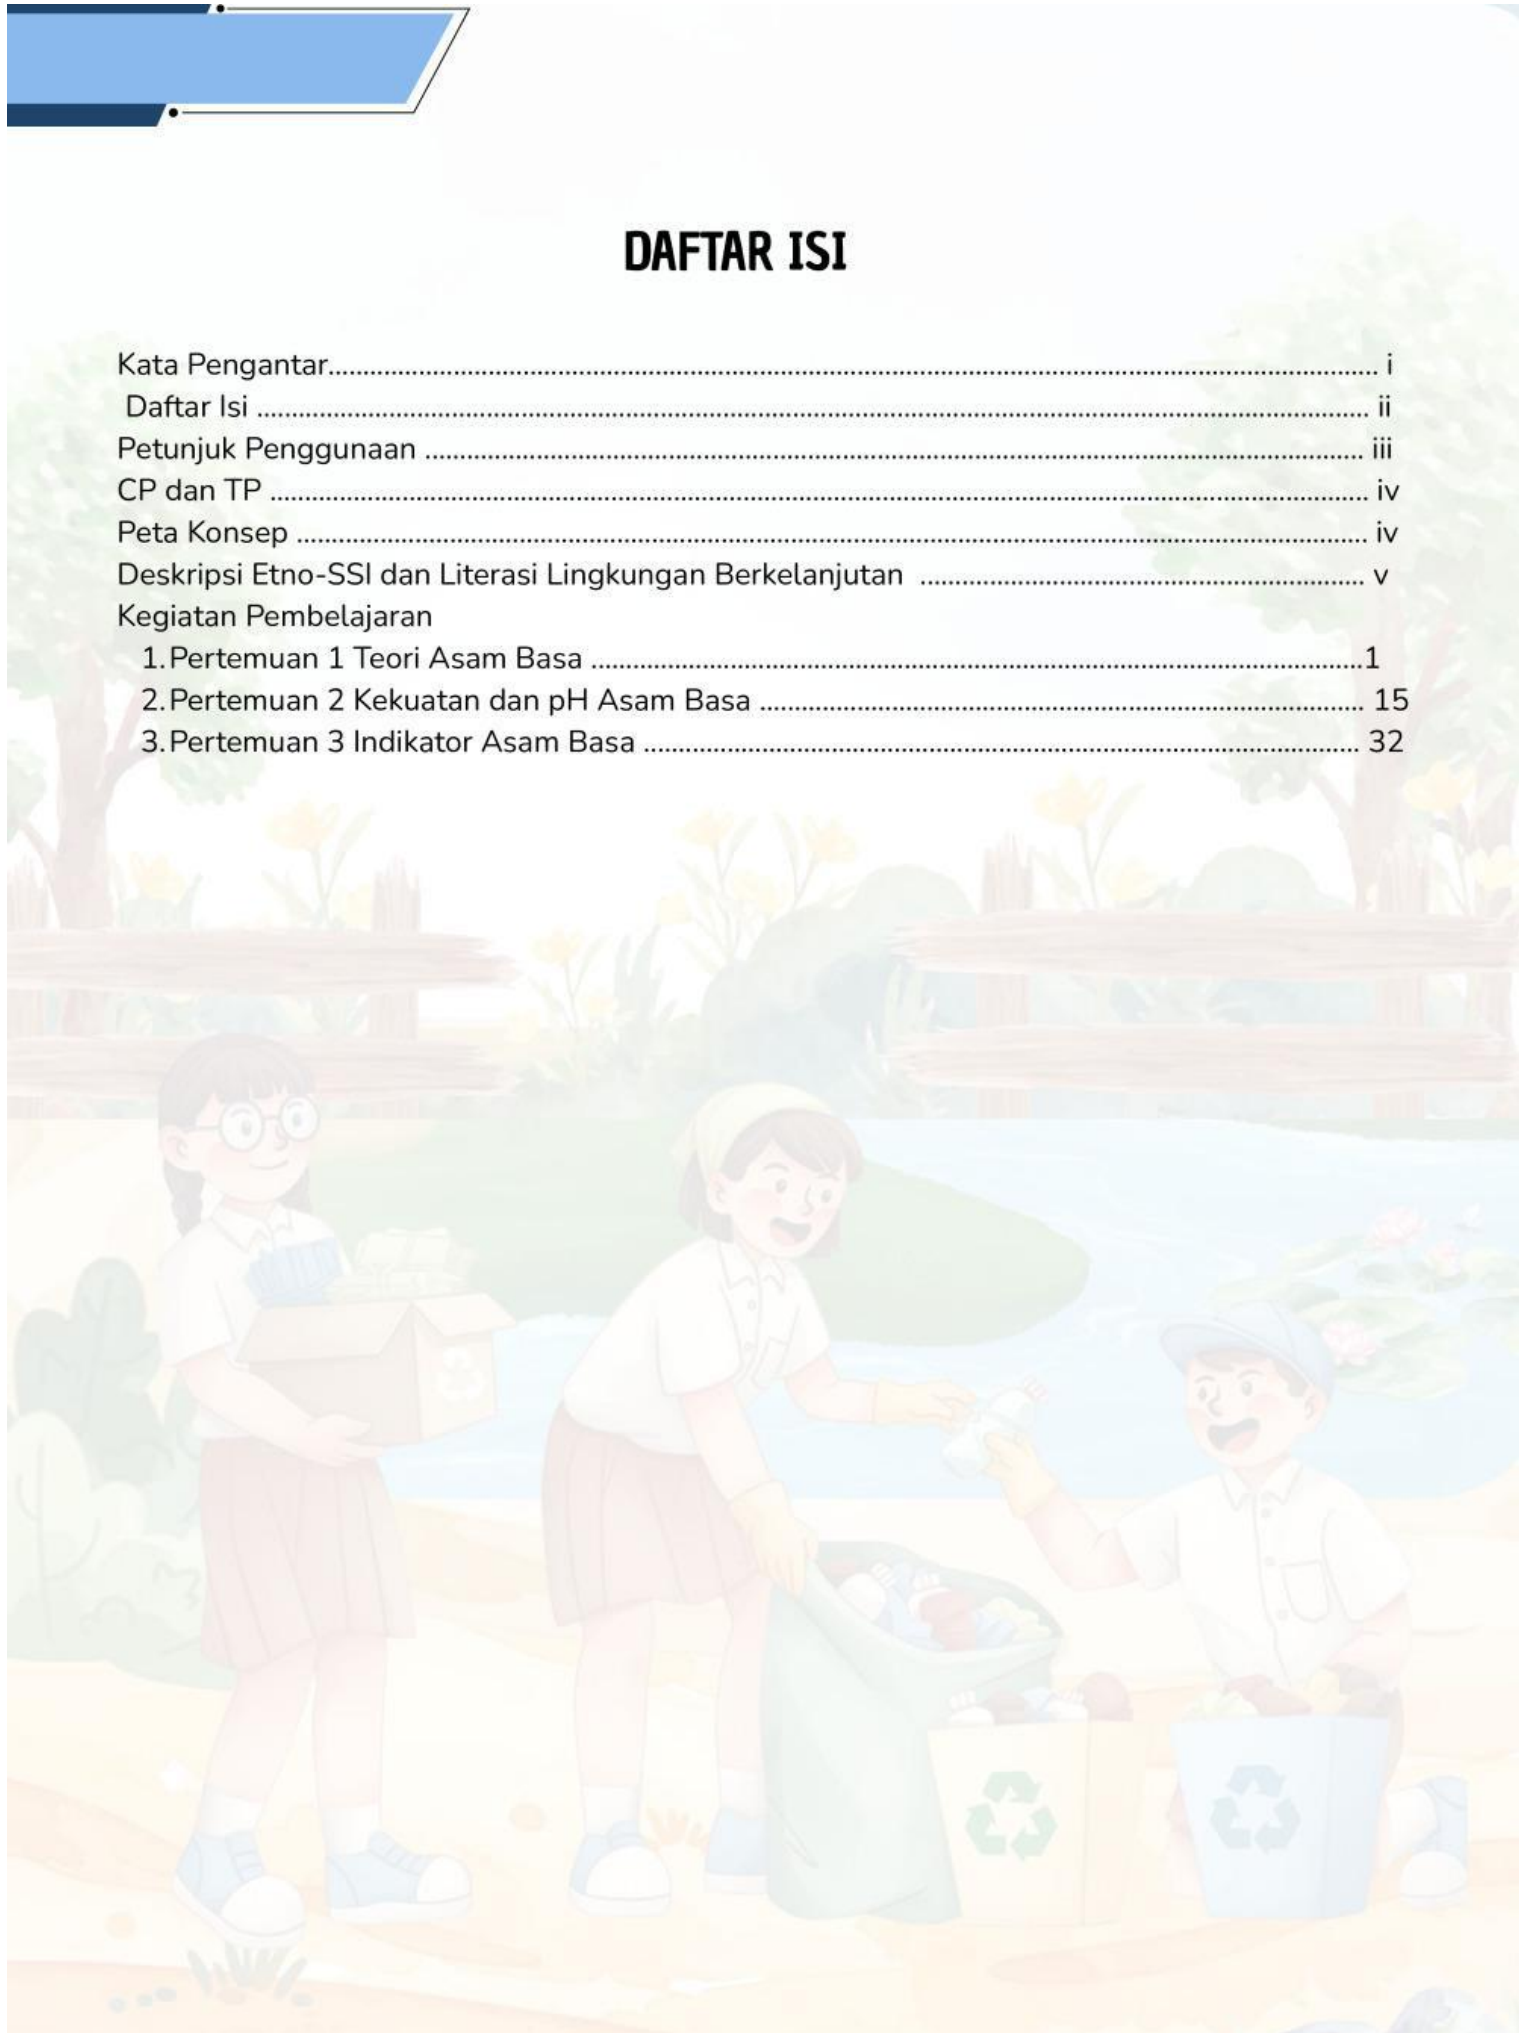 DAFTAR ISI
Kata Pengantar.......................................................................................................................................................... i
Daftar Isi ................................................................................................................................................................. ii
Petunjuk Penggunaan ........................................................................................................................................ iii
CP dan TP ............................................................................................................................................................... iv
Peta Konsep ........................................................................................................................................................... iv
Deskripsi Etno-SSI dan Literasi Lingkungan Berkelanjutan ................................................................ v
Kegiatan Pembelajaran
1.Pertemuan 1 Teori Asam Basa ................................................................................................................1
2.Pertemuan 2 Kekuatan dan pH Asam Basa ....................................................................................... 15
3.Pertemuan 3 Indikator Asam Basa ....................................................................................................... 32